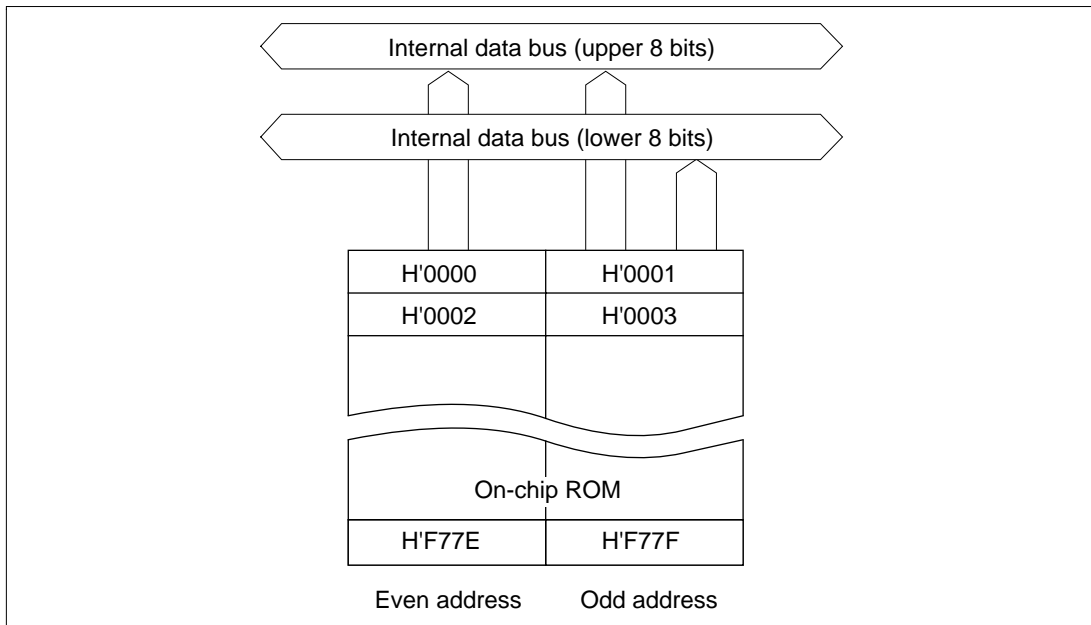 Internal data bus (upper 8 bits)
Internal data bus (lower 8 bits)
H'0000 H'0001
H'0002 H'0003
On-chip ROM
H'F77E H'F77F
Even address Odd address